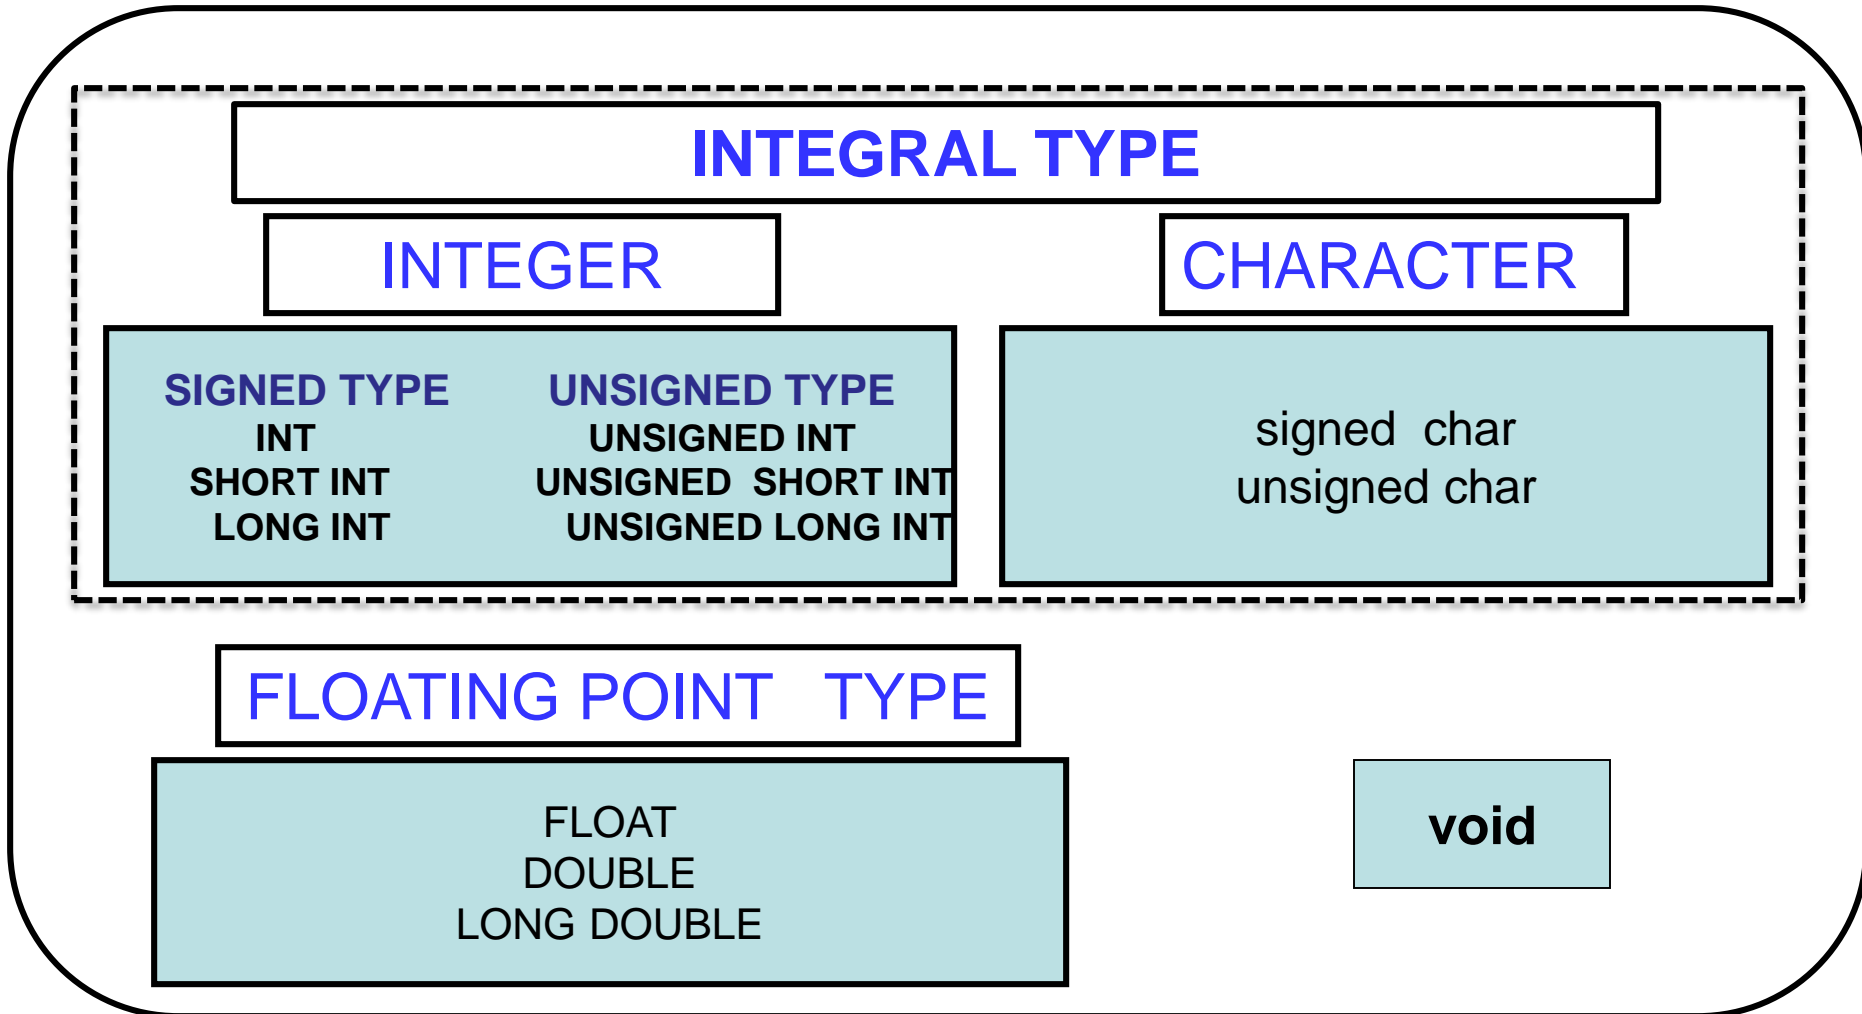 INTEGRAL TYPE
INTEGER
CHARACTER
SIGNED TYPE UNSIGNED TYPE
INT UNSIGNED INT
SHORT INT UNSIGNED SHORT INT
LONG INT UNSIGNED LONG INT
signed char
unsigned char
FLOATING POINT TYPE
FLOAT
DOUBLE
LONG DOUBLE
void